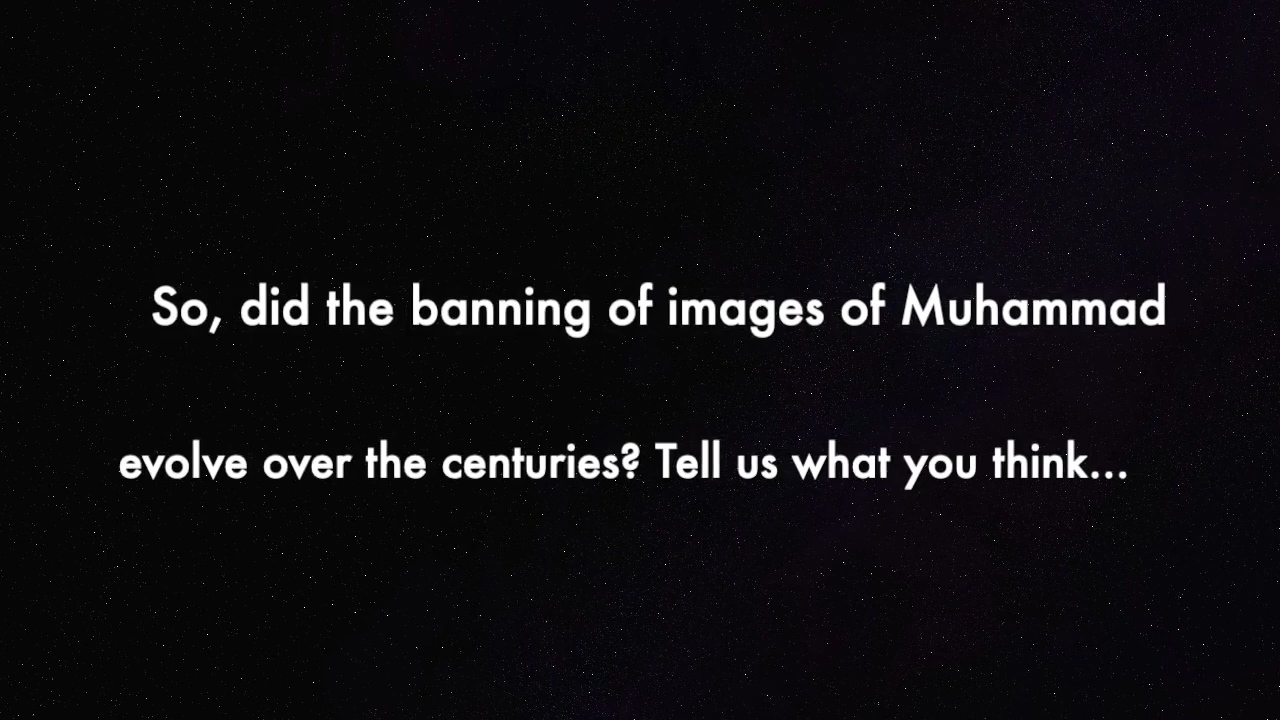 So, did the banning of images of Muhammad
evolve over the centuries? Tell us what you think...